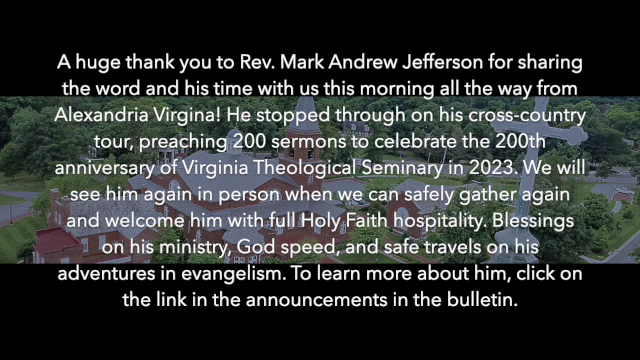 A huge thank you to Rev. Mark Andrew Jefferson for sharing
the word and his time with us this morning all the way from
Alexandria Virgina! He stopped through on his cross-country
tour, preaching 200 sermons to celebrate the 200th
anniversary of Virginia Theological Seminary in 2023. We will
see him again in person when we can safely gather again
and welcome him with full Holy Faith hospitality. Blessings
on his ministry, God speed, and safe travels on his
adventures in evangelism. To learn more about him, click on
the link in the announcements in the bulletin.